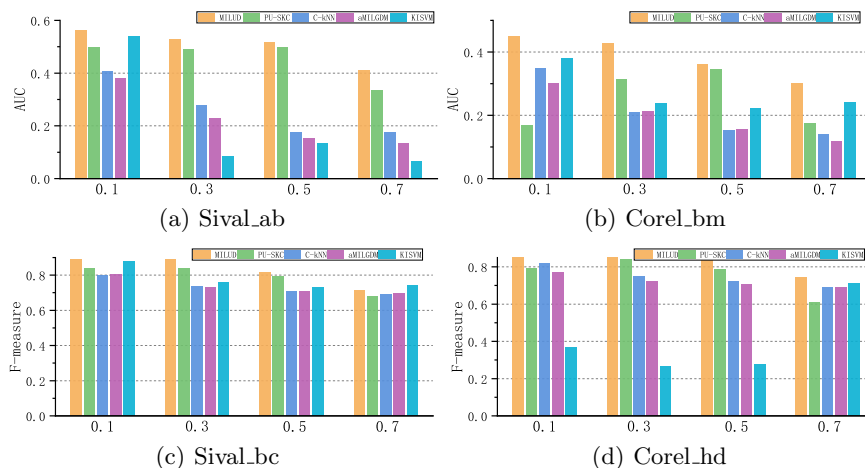 MILUD PU-SKC C-kNN aMILGDM KISVM
0.6
0.4
0.2
0.0
AUC
0.1 0.3 0.5 0.7
(a) Sival_ab
MILUD PU-SKC C-kNN aMILGDM KISVM
0.4
0.2
0.0
AUC
0.1 0.3 0.5 0.7
(b) Corel_bm
MILUD PU-SKC C-kNN aMILGDM KISVM
0.8
0.6
0.4
0.2
0.0
F-measure
0.1 0.3 0.5 0.7
(c) Sival_bc
MILUD PU-SKC C-kNN aMILGDM KISVM
0.8
0.6
0.4
0.2
0.0
F-measure
0.1 0.3 0.5 0.7
(d) Corel_hd